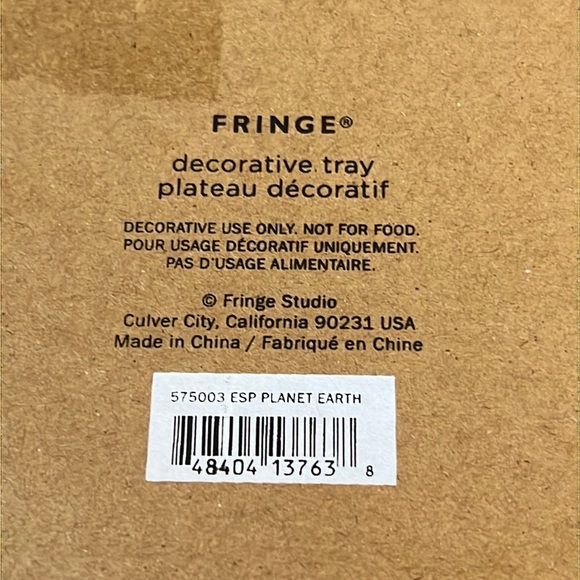 FRINGE®
decorative tray
plateau décoratif
DECORATIVE USE ONLY. NOT FOR FOOD.
POUR USAGE DÉCORATIF UNIQUEMENT.
PAS D'USAGE ALIMENTAIRE.
© Fringe Studio
Culver City, California 90231 USA
Made in China / Fabriqué en Chine
575003 ESP PLANET EARTH
48404 13763 8